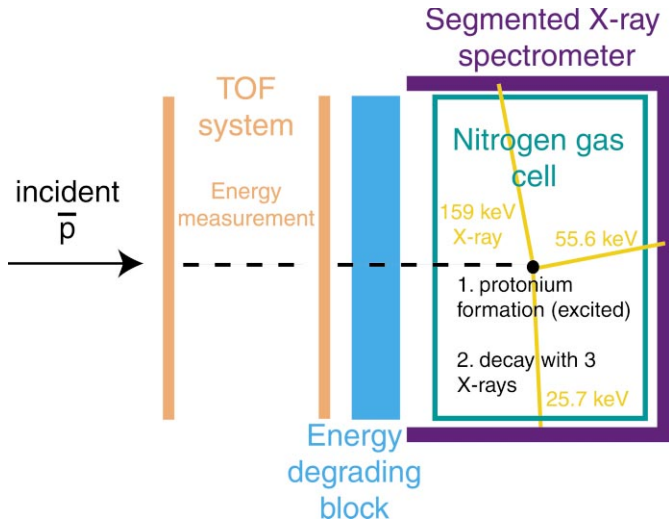 Segmented X-ray
spectrometer
TOF
system
Nitrogen gas
cell
incident
p̅
Energy
measurement
159 keV
X-ray
55.6 keV
1. protonium
formation (excited)
2. decay with 3
X-rays
25.7 keV
Energy
degrading
block